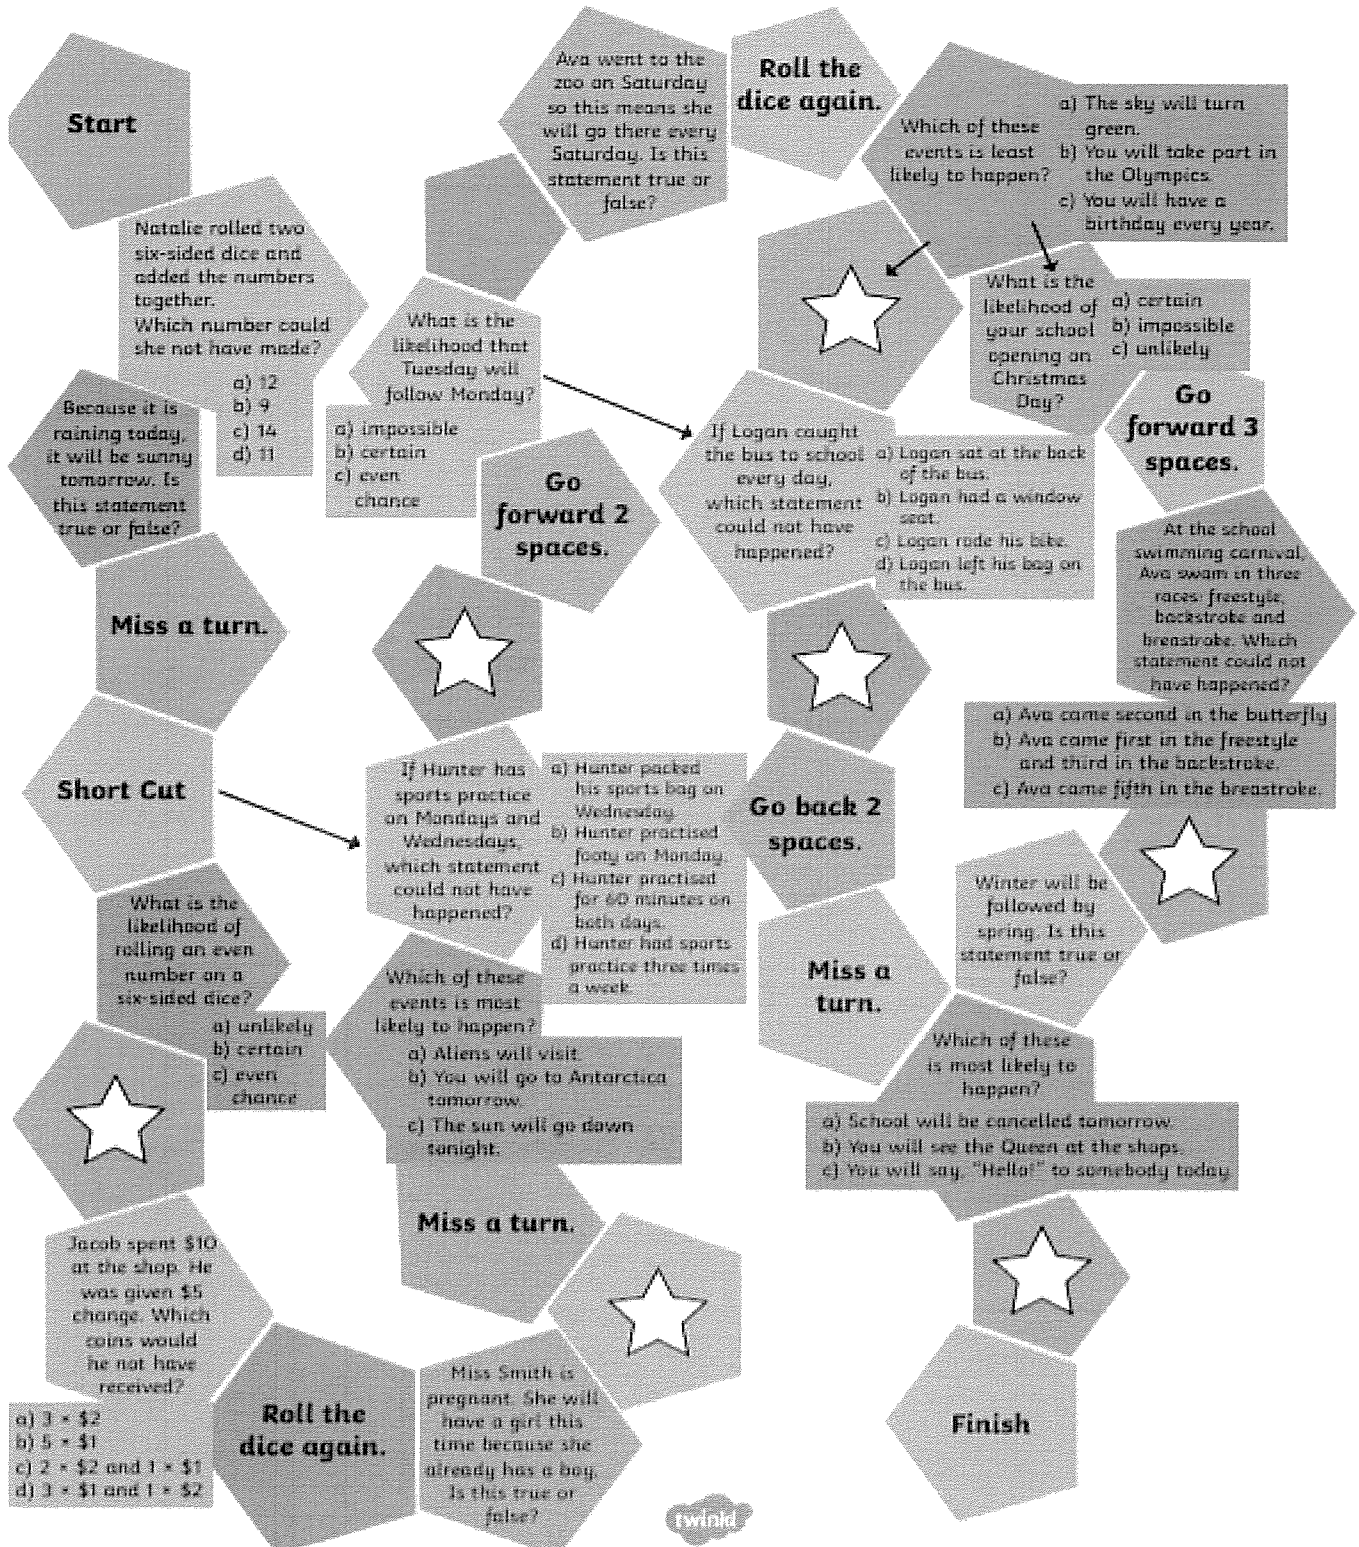 Start
Natalie rolled two
six-sided dice and
added the numbers
together.
Which number could
she not have made?
a) 12
b) 9
c) 14
d) 11
Because it is
raining today,
it will be sunny
tomorrow. Is
this statement
true or false?
Miss a turn.
Short Cut
What is the
likelihood of
rolling an even
number on a
six-sided dice?
a) unlikely
b) certain
c) even
chance
Jacob spent $10
at the shop. He
was given $5
change. Which
coins would
he not have
received?
a) 3 × $2
b) 5 × $1
c) 2 × $2 and 1 × $1
d) 3 × $1 and 1 × $2
Roll the
dice again.
Miss Smith is
pregnant. She will
have a girl this
time because she
already has a boy.
Is this true or
false?
Miss a turn.
Which of these
events is most
likely to happen?
a) Aliens will visit.
b) You will go to Antarctica
tomorrow.
c) The sun will go down
tonight.
If Hunter has
sports practice
on Mondays and
Wednesdays,
which statement
could not have
happened?
a) Hunter packed
his sports bag on
Wednesday.
b) Hunter practised
footy on Monday.
c) Hunter practised
for 60 minutes on
both days.
d) Hunter had sports
practice three times
a week.
Go
forward 2
spaces.
What is the
likelihood that
Tuesday will
follow Monday?
a) impossible
b) certain
c) even
chance
Ava went to the
zoo on Saturday
so this means she
will go there every
Saturday. Is this
statement true or
false?
Roll the
dice again.
Which of these
events is least
likely to happen?
a) The sky will turn
green.
b) You will take part in
the Olympics.
c) You will have a
birthday every year.
If Logan caught
the bus to school
every day,
which statement
could not have
happened?
a) Logan sat at the back
of the bus.
b) Logan had a window
seat.
c) Logan rode his bike.
d) Logan left his bag on
the bus.
Go back 2
spaces.
Miss a
turn.
What is the
likelihood of
your school
opening on
Christmas
Day?
a) certain
b) impossible
c) unlikely
Go
forward 3
spaces.
At the school
swimming carnival,
Ava swam in three
races: freestyle,
backstroke and
breastroke. Which
statement could not
have happened?
a) Ava came second in the butterfly
b) Ava came first in the freestyle
and third in the backstroke.
c) Ava came fifth in the breastroke.
Winter will be
followed by
spring. Is this
statement true or
false?
Which of these
is most likely to
happen?
a) School will be cancelled tomorrow.
b) You will see the Queen at the shops.
c) You will say, "Hello!" to somebody today
Finish
twinkl